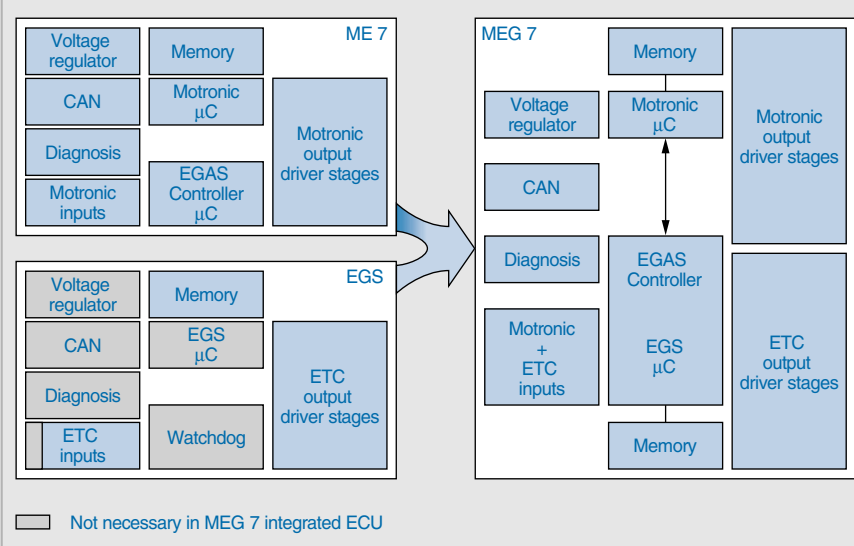 ME 7
Voltage
regulator
Memory
CAN
Motronic
μC
Diagnosis
Motronic
inputs
EGAS
Controller
μC
Motronic
output
driver stages
EGS
Voltage
regulator
Memory
CAN
EGS
μC
Diagnosis
ETC
inputs
Watchdog
ETC
output
driver stages
MEG 7
Memory
Voltage
regulator
Motronic
μC
CAN
Diagnosis
Motronic
+
ETC
inputs
EGAS
Controller
EGS
μC
Memory
Motronic
output
driver stages
ETC
output
driver stages
Not necessary in MEG 7 integrated ECU